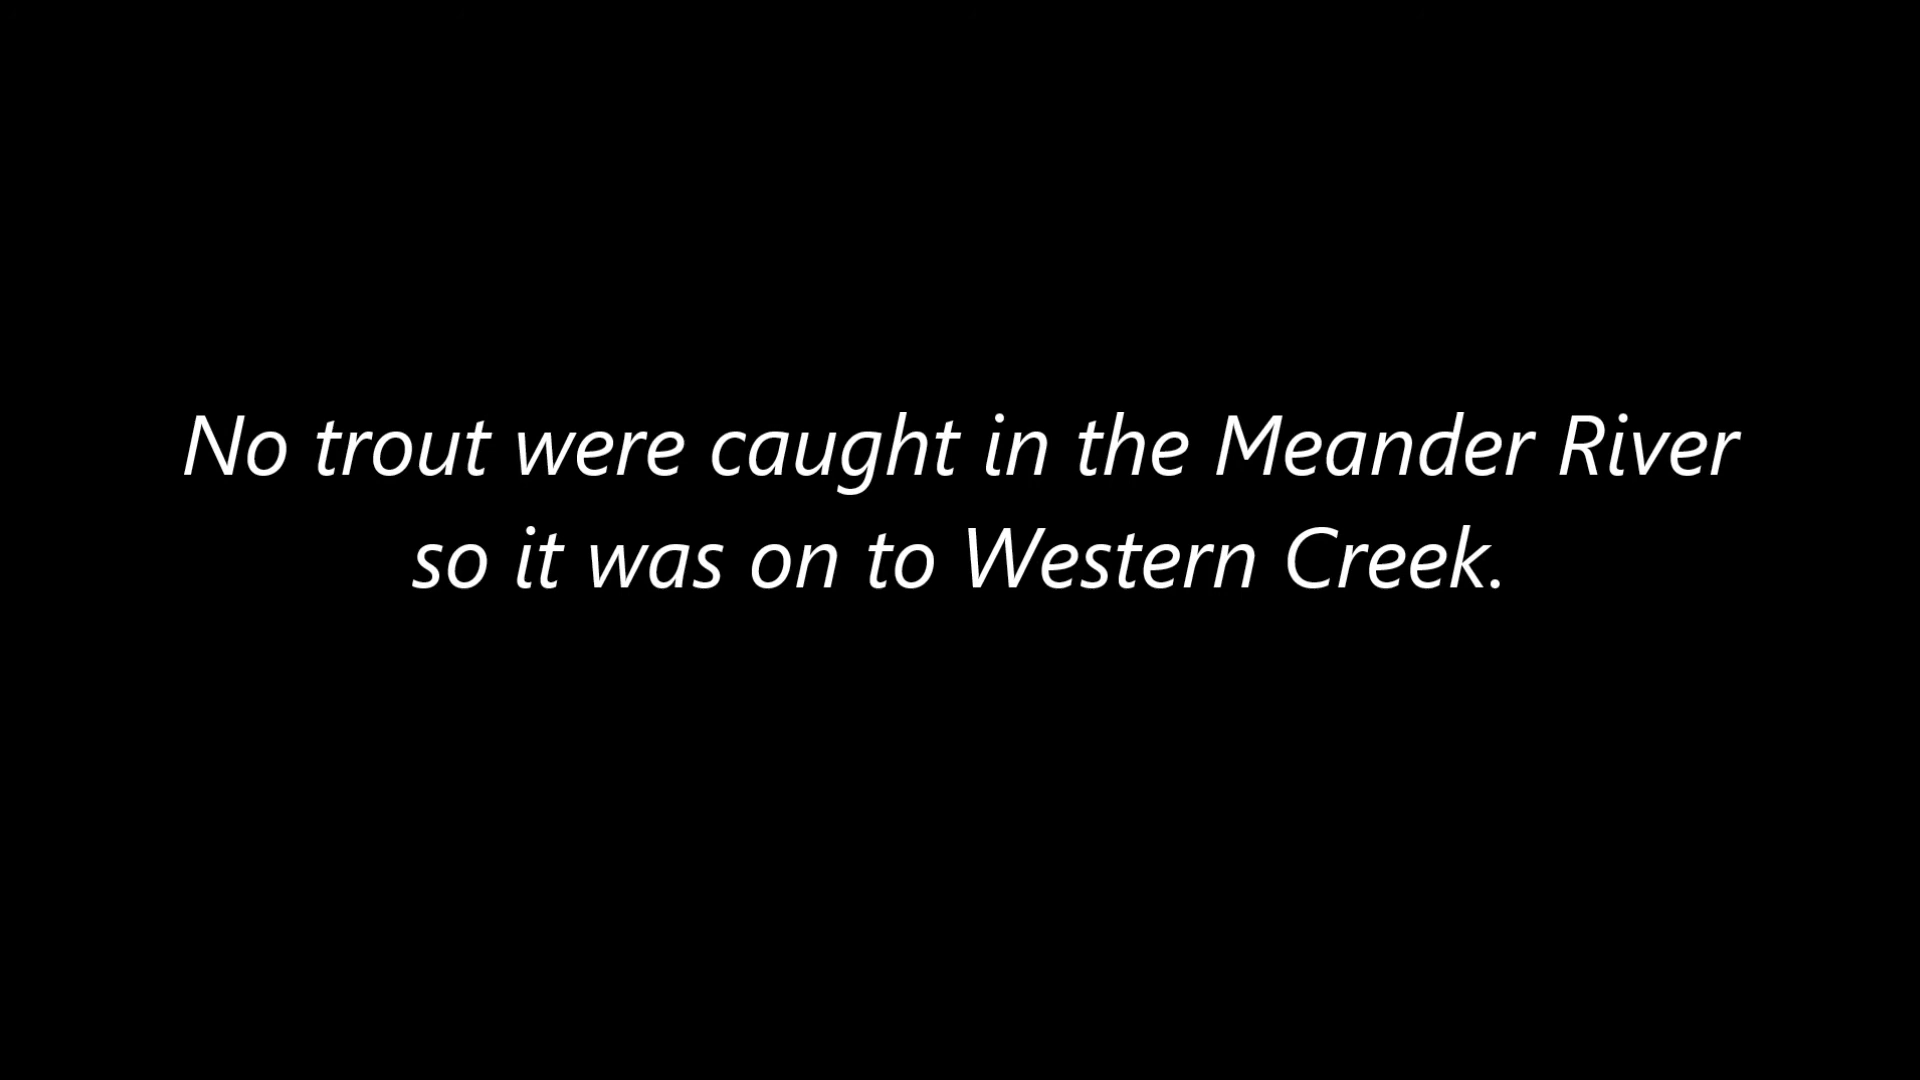 No trout were caught in the Meander River
so it was on to Western Creek.